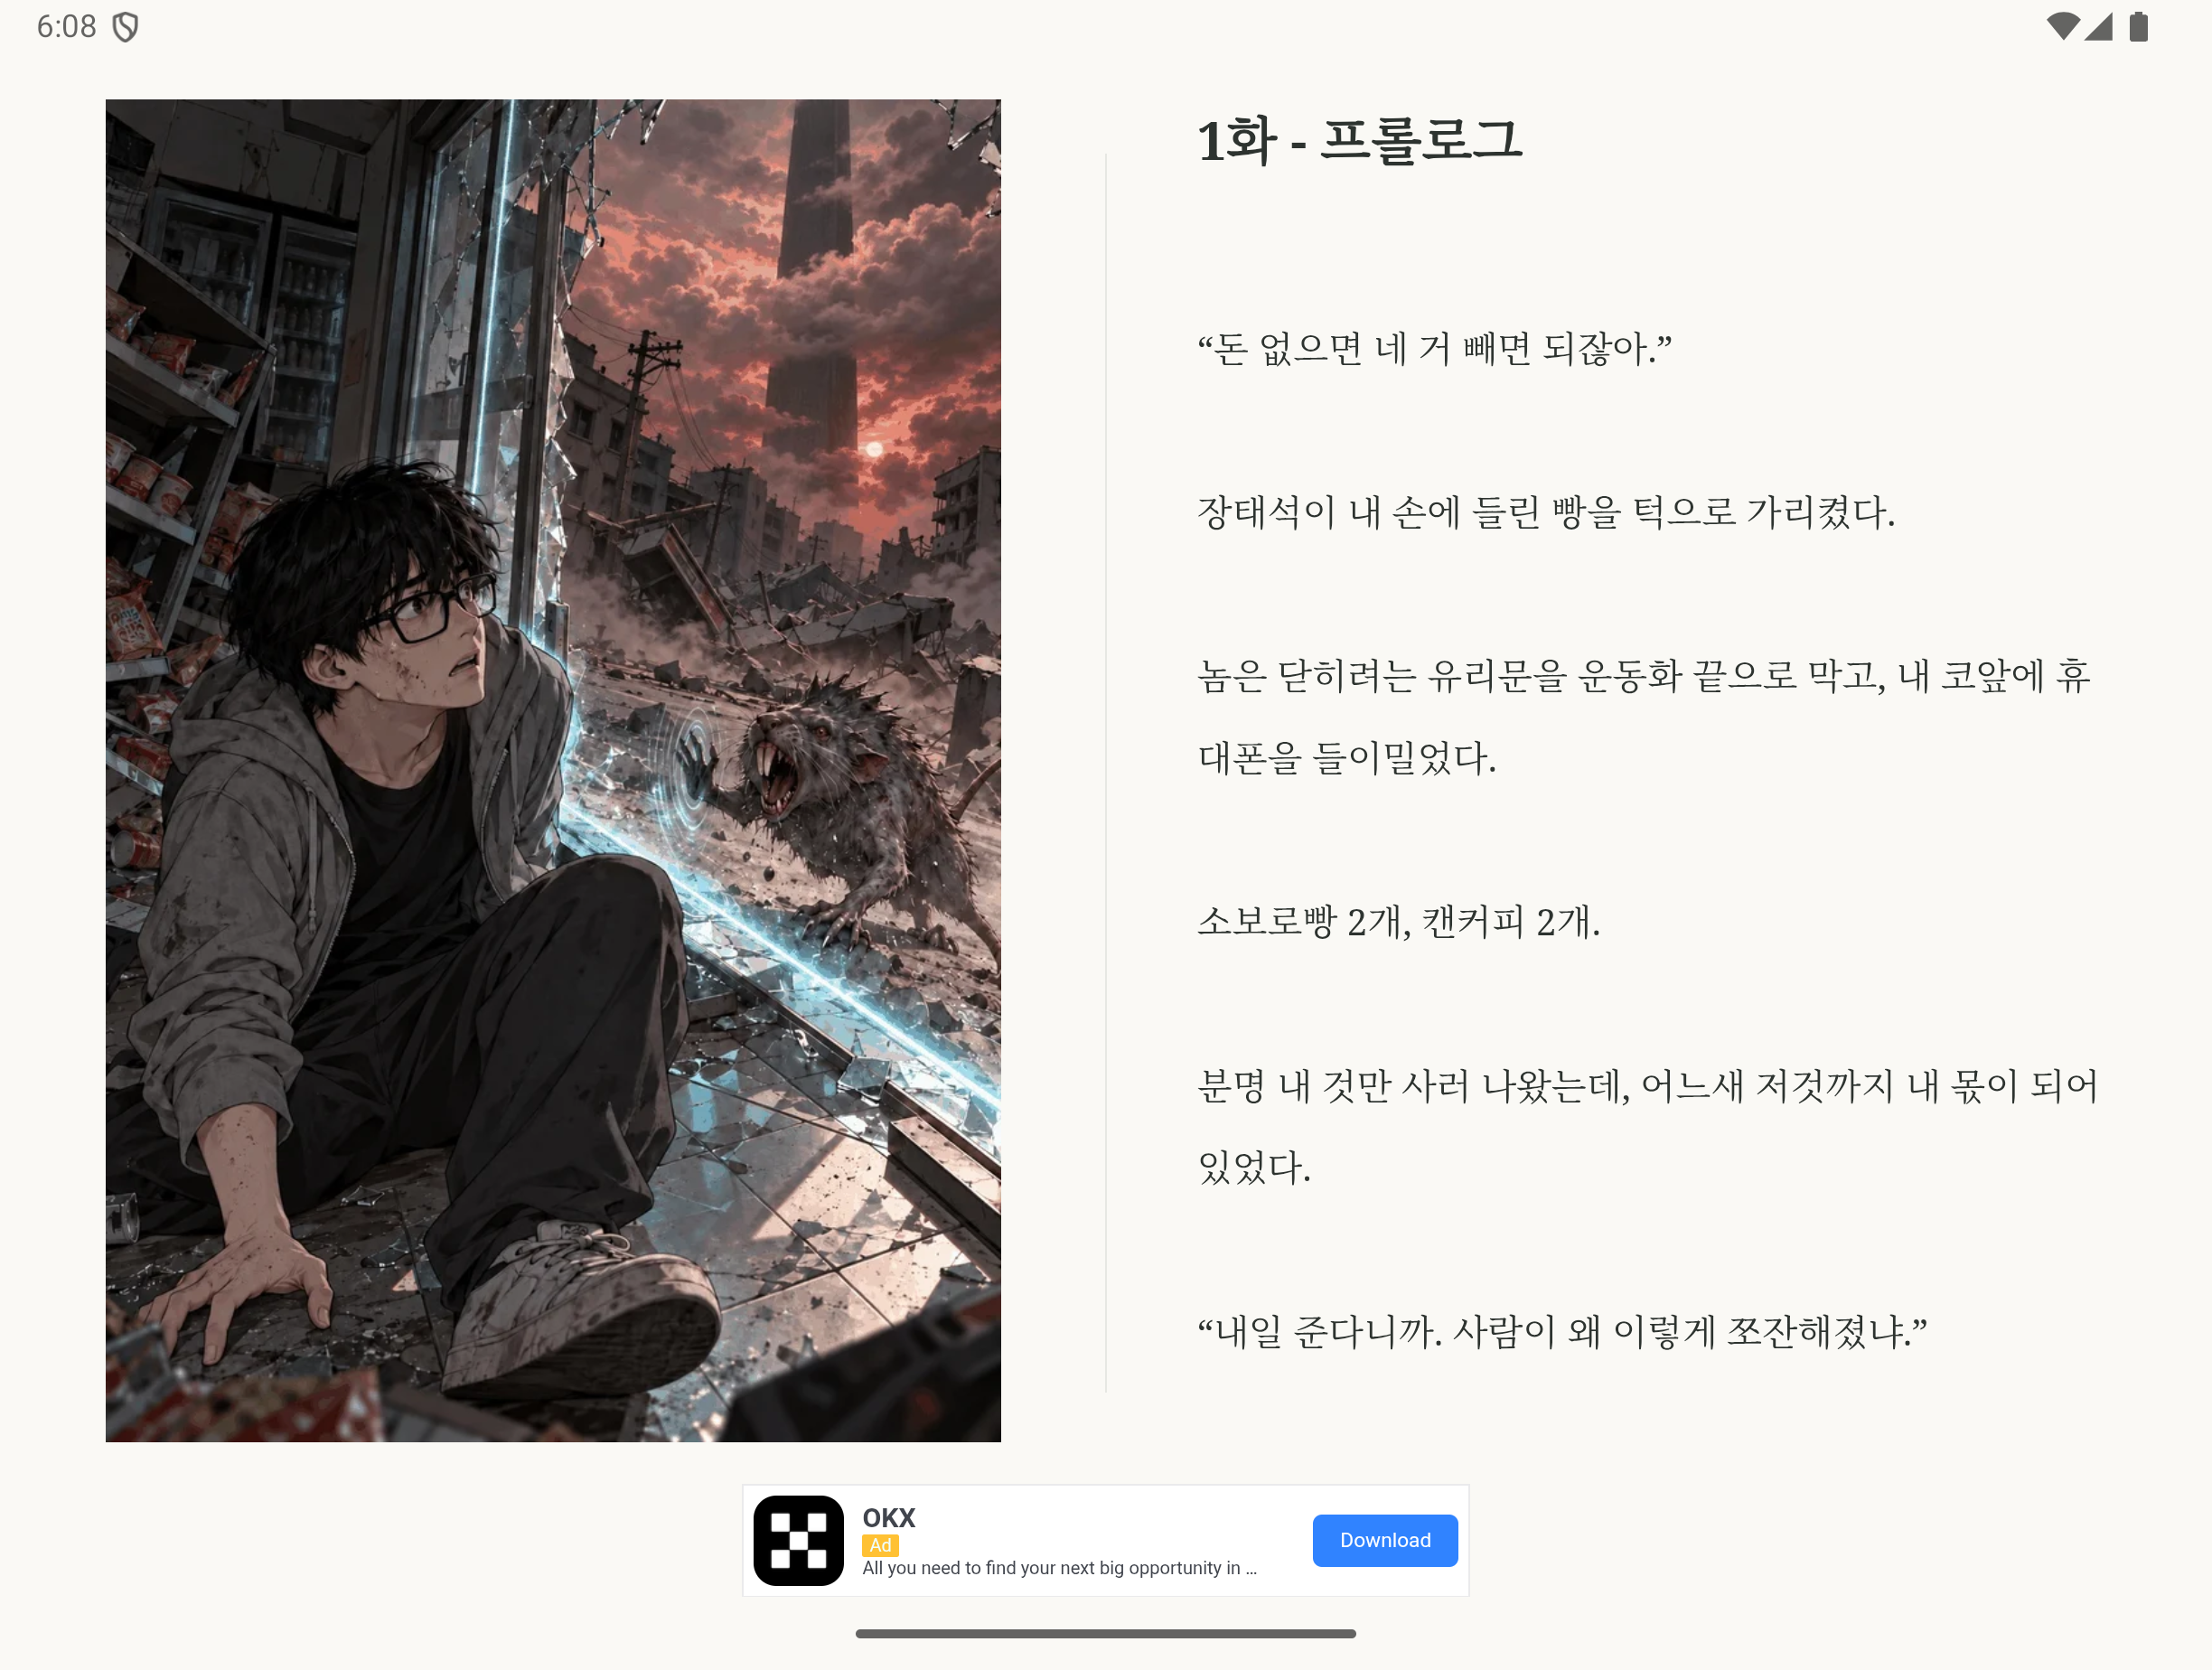 6:08
1화 - 프롤로그
“돈 없으면 네 거 빼면 되잖아.”
장태석이 내 손에 들린 빵을 턱으로 가리켰다.
놈은 닫히려는 유리문을 운동화 끝으로 막고, 내 코앞에 휴
대폰을 들이밀었다.
소보로빵 2개, 캔커피 2개.
분명 내 것만 사러 나왔는데, 어느새 저것까지 내 몫이 되어
있었다.
“내일 준다니까. 사람이 왜 이렇게 쪼잔해졌냐.”
OKX
Ad
All you need to find your next big opportunity in ...
Download